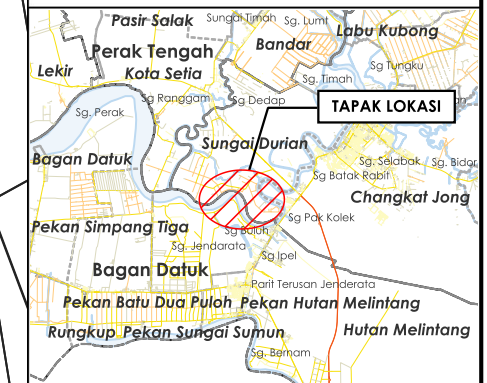 Pasir Salak
Sungai Timah
Sg. Lumt
Labu Kubong
Bandar
Perak Tengah
Lekir
Kota Setia
Sg. Timah
Sg Tungku
Sg Ranggam
Sg Dedap
Sg. Perak
TAPAK LOKASI
Sungai Durian
Bagan Datuk
Sg. Selabak
Sg. Bidor
Sg Batak Rabit
Changkat Jong
Pekan Simpang Tiga
Sg Pak Kolek
Sg Buluh
Sg. Jendarata
Sg Ipel
Bagan Datuk
Parit Terusan Jenderata
Pekan Batu Dua Puloh
Pekan Hutan Melintang
Rungkup
Pekan Sungai Sumun
Hutan Melintang
Sg. Bernam